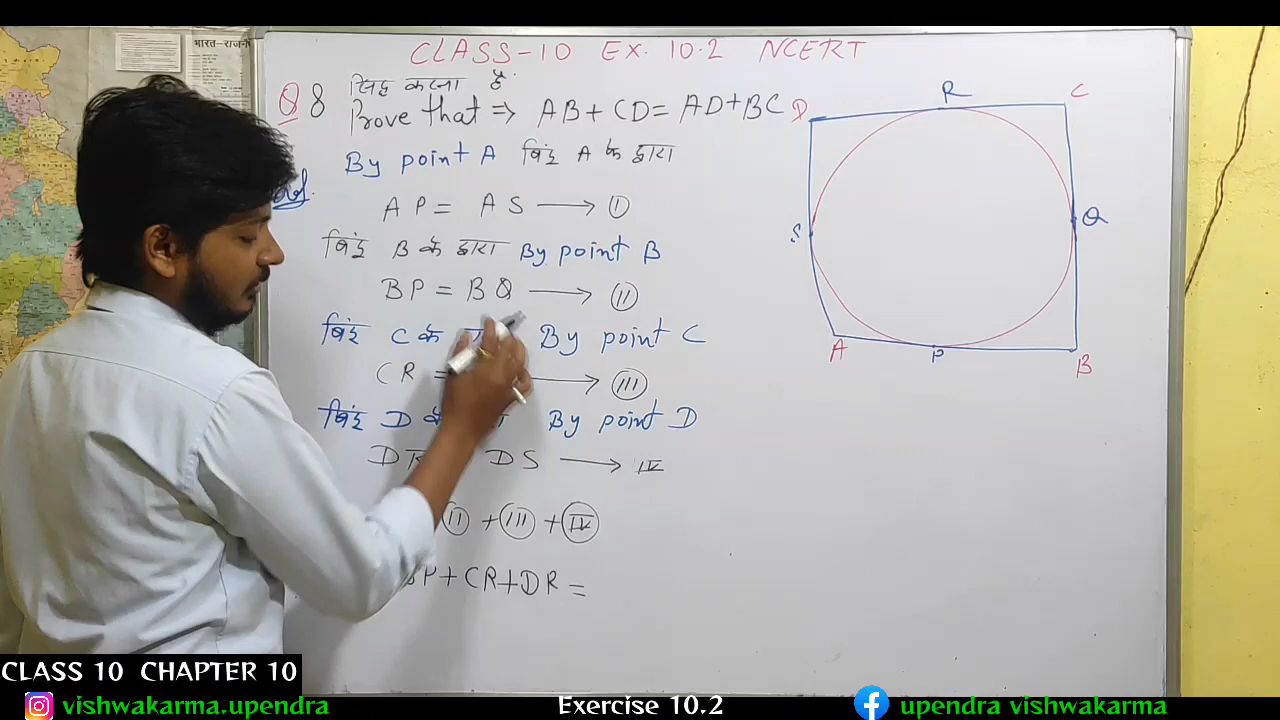 भारत-राजनै
CLASS-10 EX. 10.2 NCERT
Q 8 सिद्ध करना है
Prove that ⇒ AB + CD = AD + BC
By point A बिंदु A के द्वारा
AP = AS → I
बिंदु B के द्वारा By point B
BP = BQ → II
बिंदु C के By point C
CR = → III
बिंदु D के By point D
DR DS → IV
II + III + IV
BP + CR + DR =
D R C
S Q
A P B
CLASS 10 CHAPTER 10
vishwakarma.upendra
Exercise 10.2
upendra vishwakarma